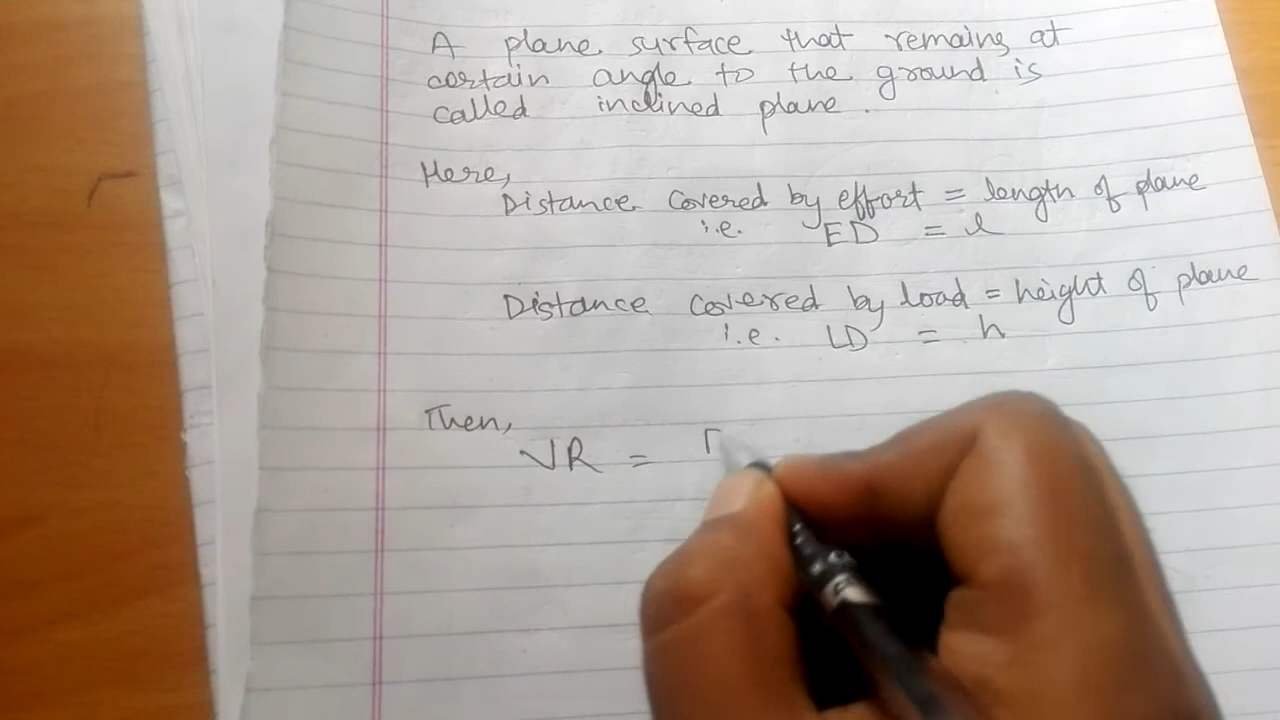 A plane surface that remains at
certain angle to the ground is
called inclined plane.
Here,
Distance covered by effort = length of plane
i.e. ED = l
Distance covered by load = height of plane
i.e. LD = h
Then,
VR =